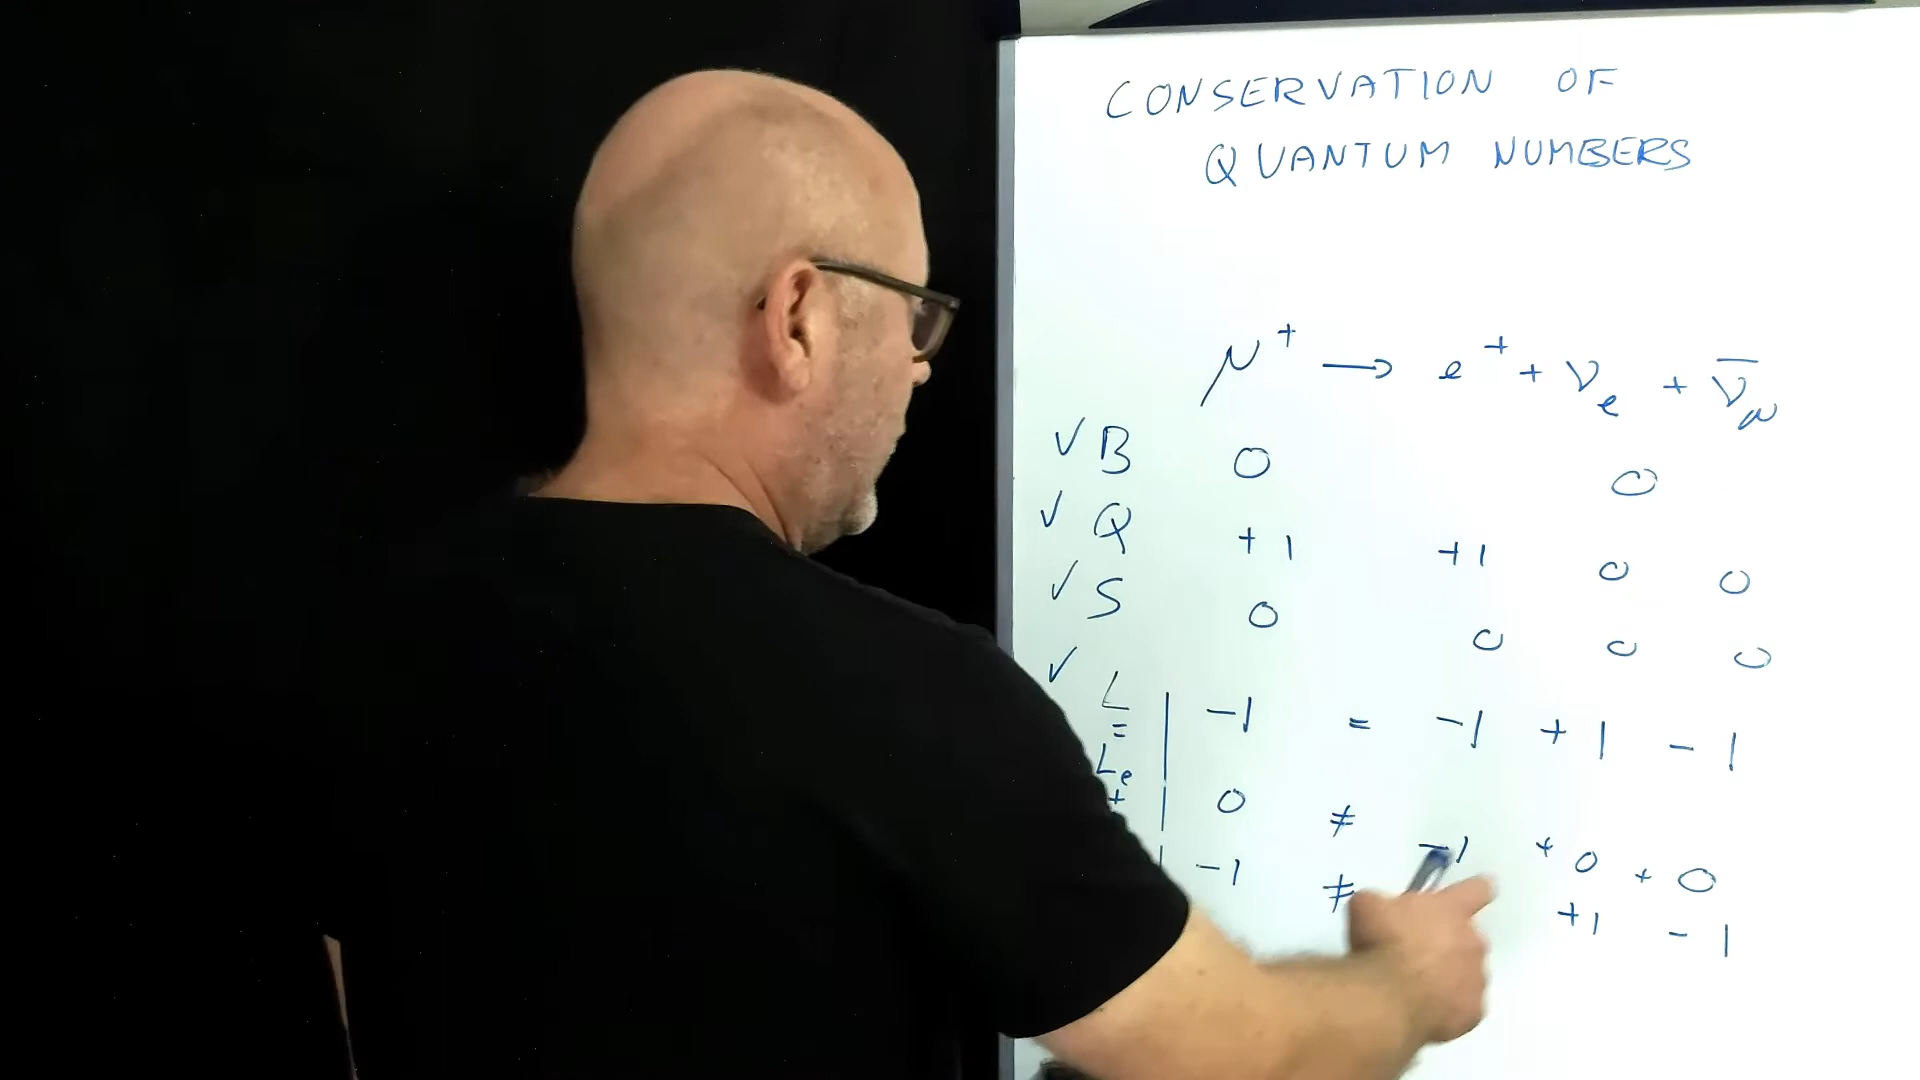 CONSERVATION OF
QUANTUM NUMBERS
μ⁺ → e⁺ + νₑ + ν̅_μ
✓ B 0 0
✓ Q +1 +1 0 0
✓ S 0 0 0 0
✓ L | -1 = -1 + 1 - 1
=
Lₑ
+ | 0 ≠ -1 + 0 + 0
| -1 ≠ +1 - 1